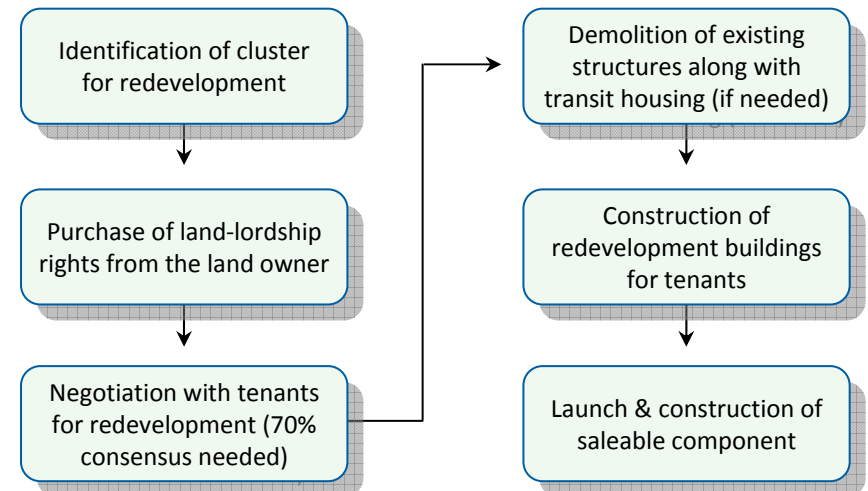 Identification of cluster
for redevelopment
Purchase of land-lordship
rights from the land owner
Negotiation with tenants
for redevelopment (70%
consensus needed)
Demolition of existing
structures along with
transit housing (if needed)
Construction of
redevelopment buildings
for tenants
Launch & construction of
saleable component